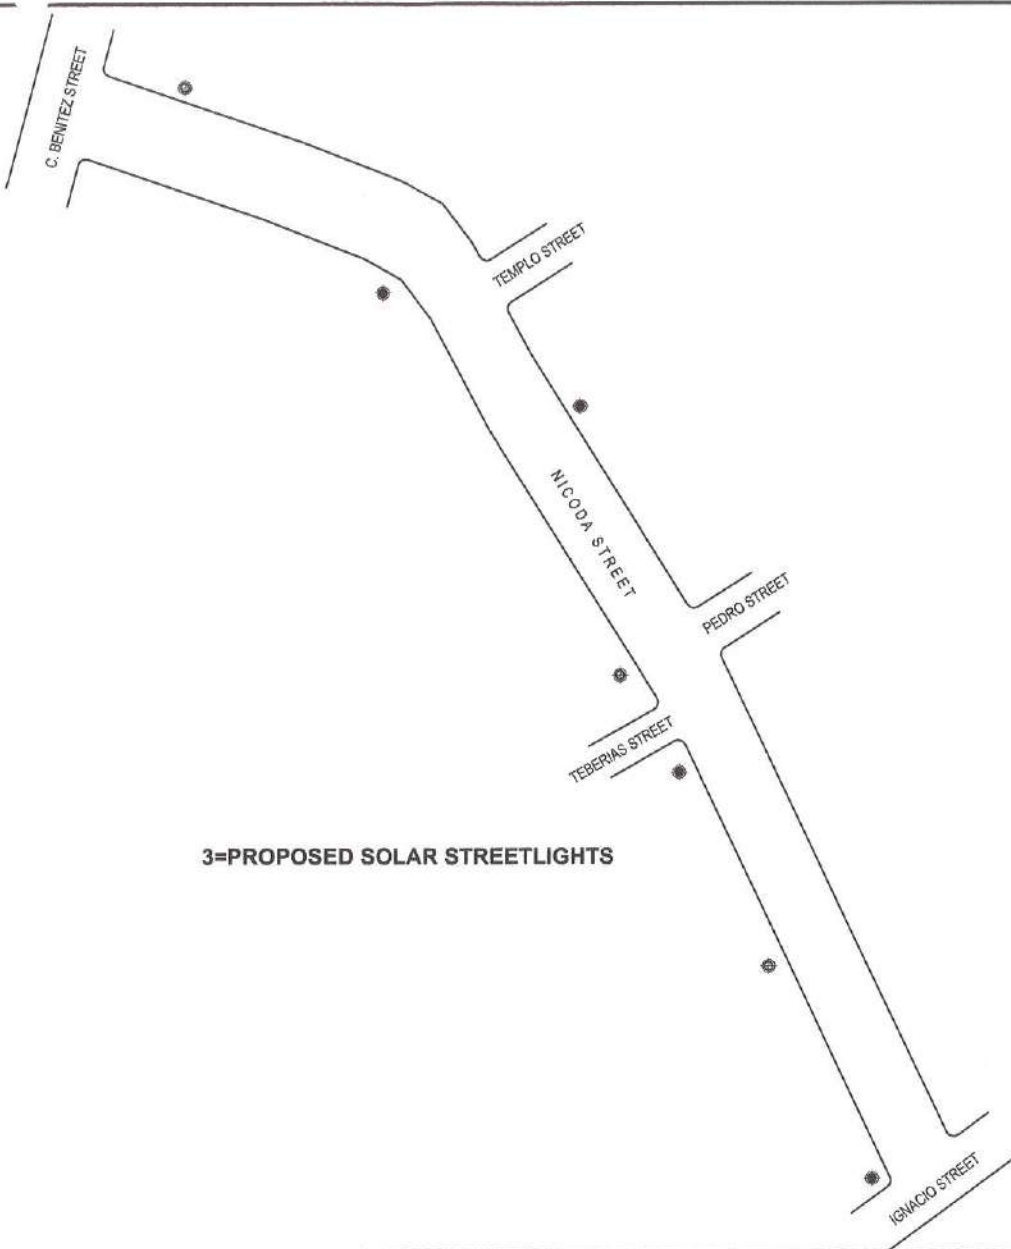 C. BENITEZ STREET
TEMPLO STREET
NICODA STREET
PEDRO STREET
TEBERIAS STREET
3=PROPOSED SOLAR STREETLIGHTS
IGNACIO STREET